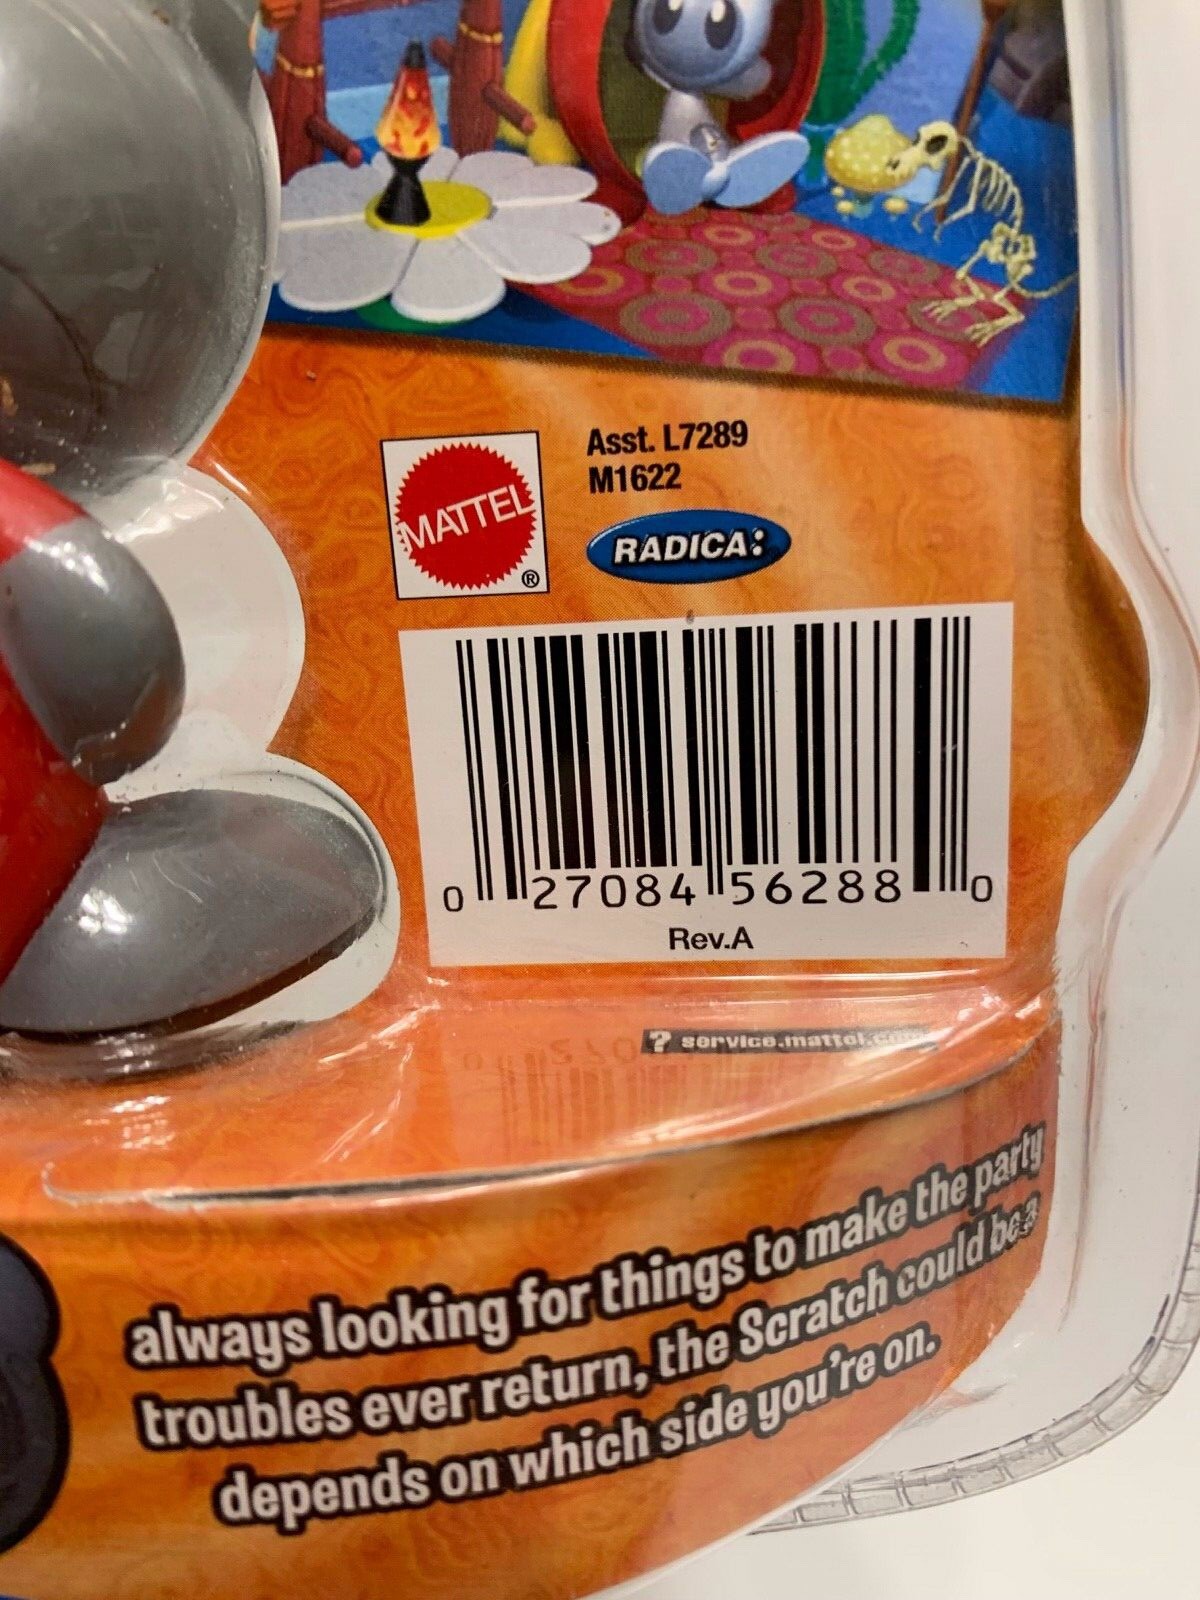 Asst. L7289
M1622
MATTEL®
RADICA:
0 27084 56288 0
Rev.A
? service.mattel.com
always looking for things to make the party
troubles ever return, the Scratch could be a
depends on which side you're on.